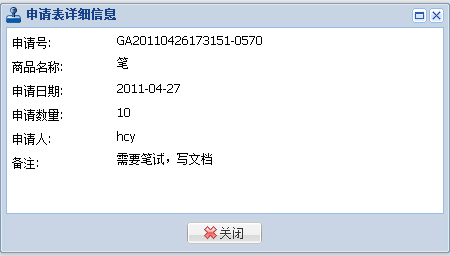 申请表详细信息
申请号: GA20110426173151-0570
商品名称: 笔
申请日期: 2011-04-27
申请数量: 10
申请人: hcy
备注: 需要笔试，写文档
关闭